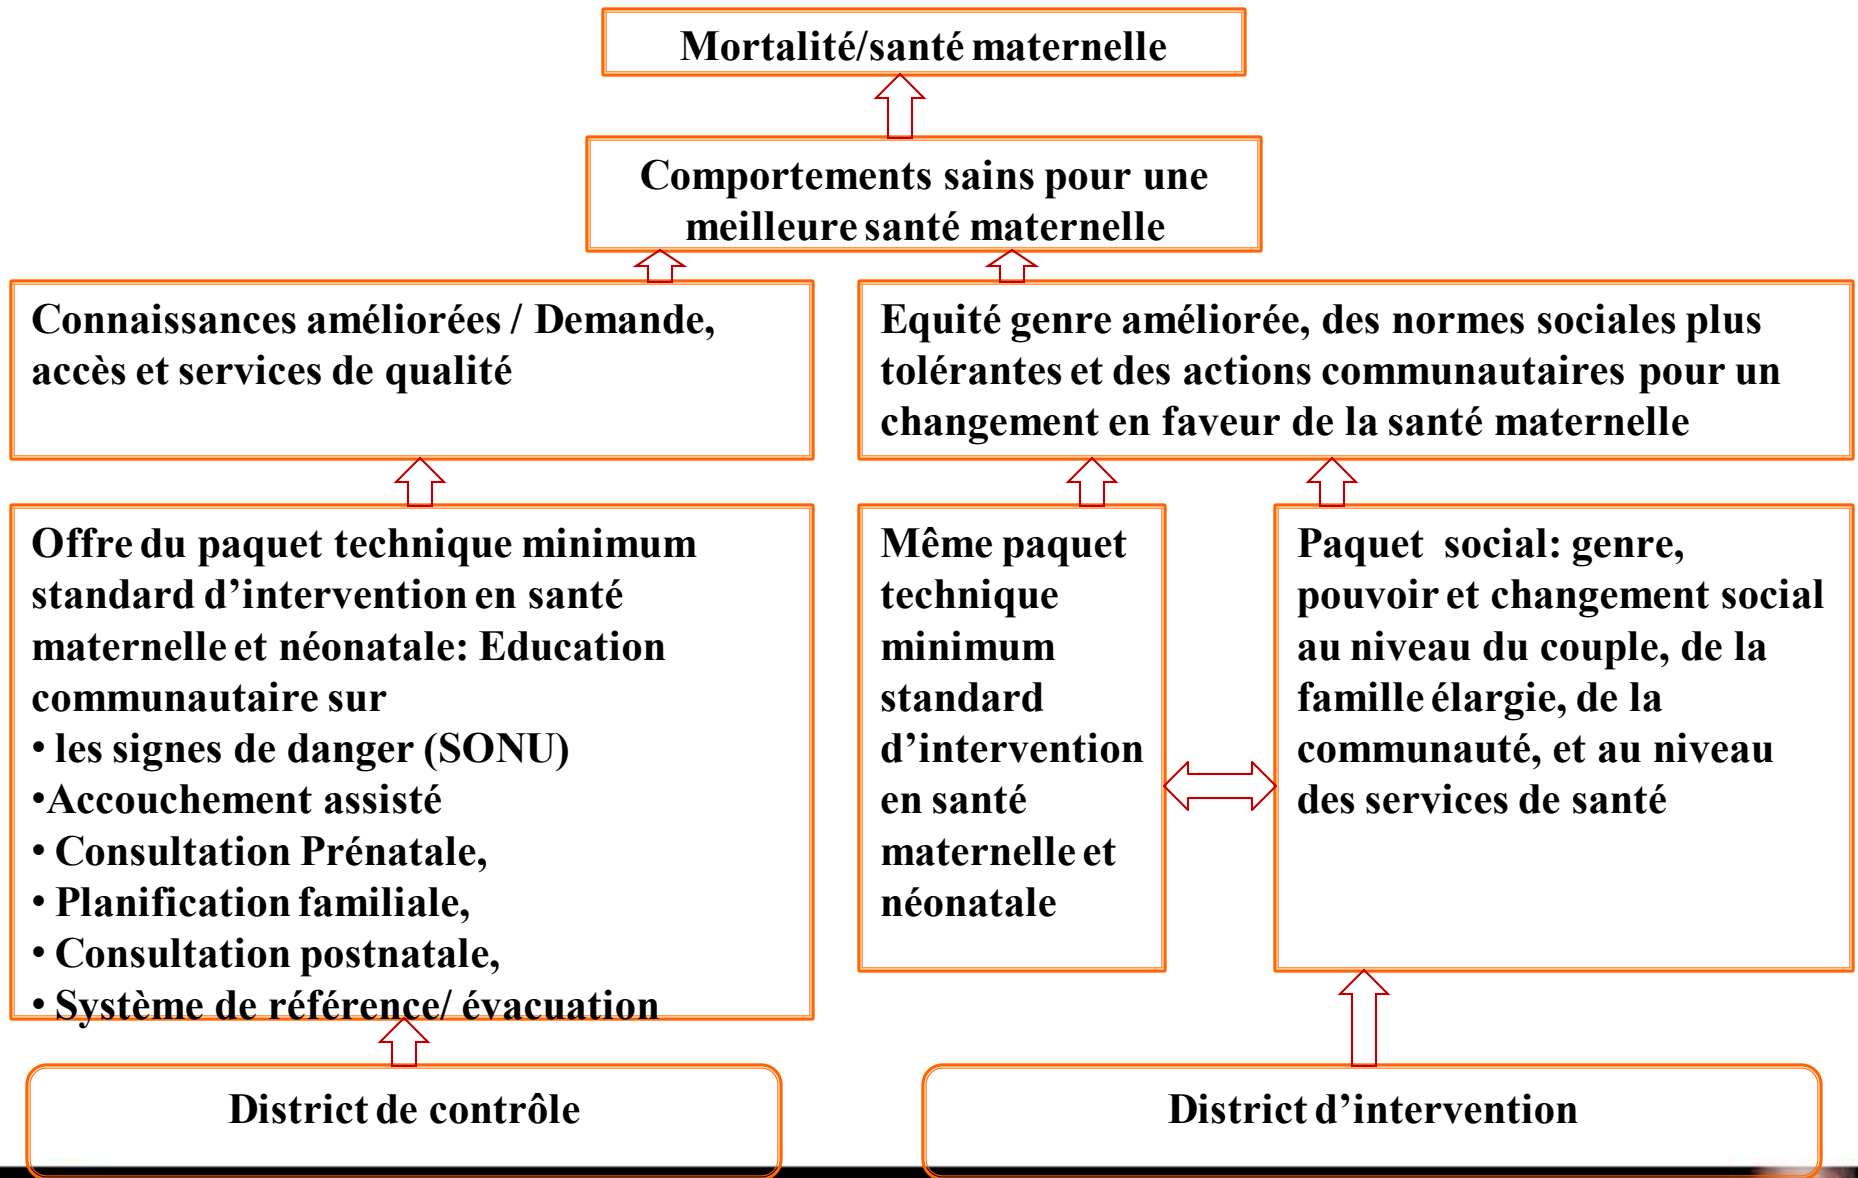 Mortalité/santé maternelle
Comportements sains pour une
meilleure santé maternelle
Connaissances améliorées / Demande,
accès et services de qualité
Equité genre améliorée, des normes sociales plus
tolérantes et des actions communautaires pour un
changement en faveur de la santé maternelle
Offre du paquet technique minimum
standard d’intervention en santé
maternelle et néonatale: Education
communautaire sur
• les signes de danger (SONU)
•Accouchement assisté
• Consultation Prénatale,
• Planification familiale,
• Consultation postnatale,
• Système de référence/ évacuation
Même paquet
technique
minimum
standard
d’intervention
en santé
maternelle et
néonatale
Paquet social: genre,
pouvoir et changement social
au niveau du couple, de la
famille élargie, de la
communauté, et au niveau
des services de santé
District de contrôle
District d’intervention